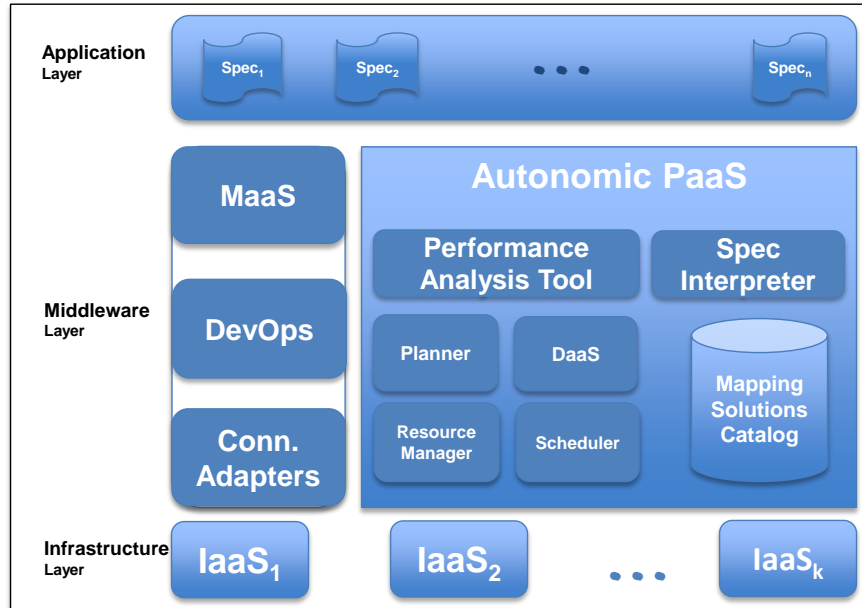 Application
Layer
Spec₁
Spec₂
...
Specₙ
Middleware
Layer
MaaS
DevOps
Conn.
Adapters
Autonomic PaaS
Performance
Analysis Tool
Spec
Interpreter
Planner
DaaS
Resource
Manager
Scheduler
Mapping
Solutions
Catalog
Infrastructure
Layer
IaaS₁
IaaS₂
...
IaaSₖ